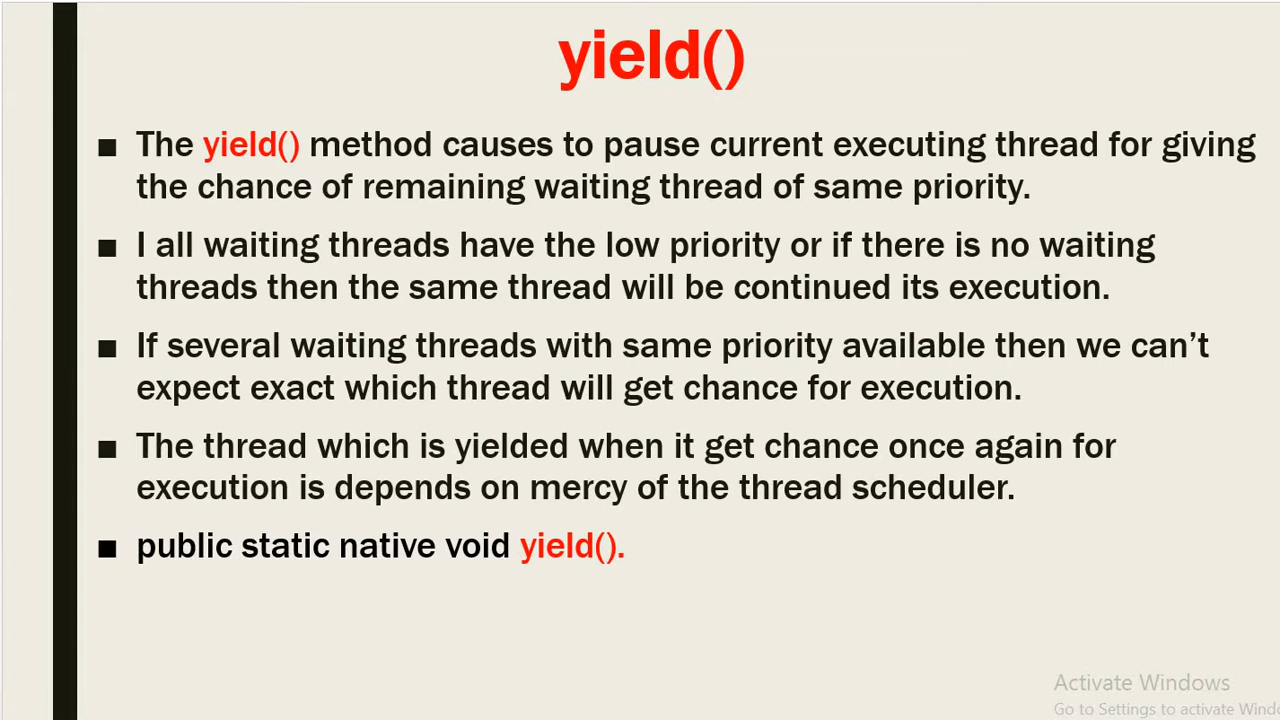 yield()
■ The yield() method causes to pause current executing thread for giving
the chance of remaining waiting thread of same priority.
■ I all waiting threads have the low priority or if there is no waiting
threads then the same thread will be continued its execution.
■ If several waiting threads with same priority available then we can’t
expect exact which thread will get chance for execution.
■ The thread which is yielded when it get chance once again for
execution is depends on mercy of the thread scheduler.
■ public static native void yield().
Activate Windows
Go to Settings to activate Wind